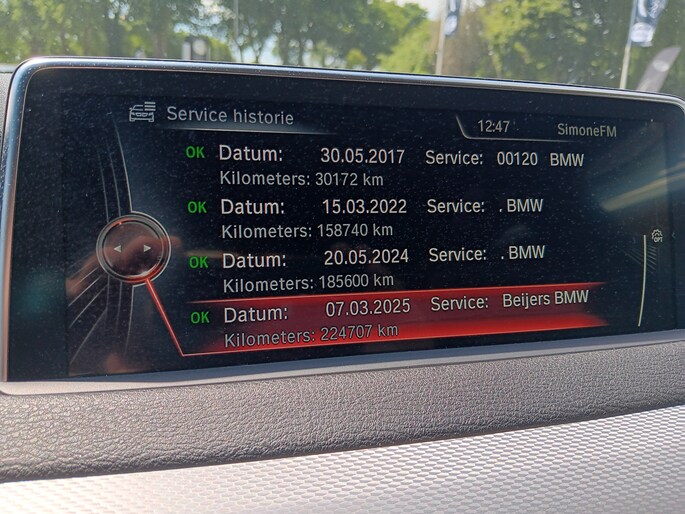 Service historie
12:47 SimoneFM
OK Datum: 30.05.2017 Service: 00120 BMW
Kilometers: 30172 km
OK Datum: 15.03.2022 Service: . BMW
Kilometers: 158740 km
OK Datum: 20.05.2024 Service: . BMW
Kilometers: 185600 km
OK Datum: 07.03.2025 Service: Beijers BMW
Kilometers: 224707 km
OPT